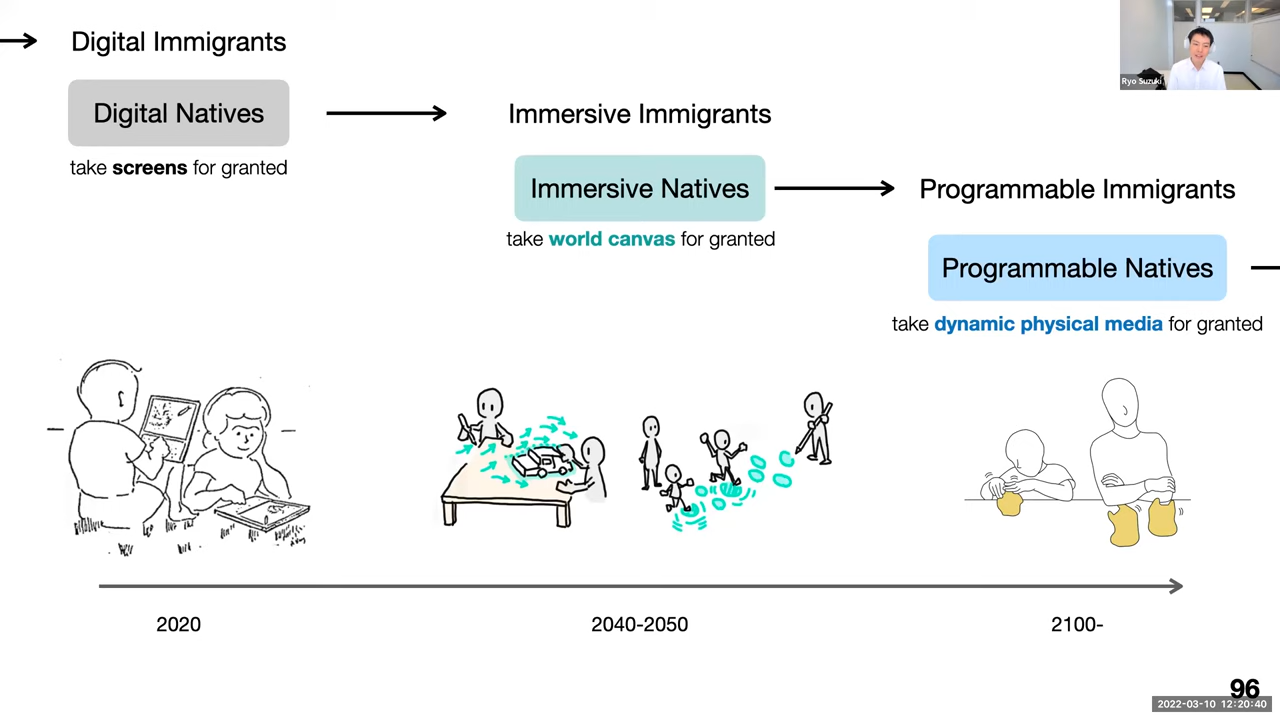 Digital Immigrants
Digital Natives
take screens for granted
Immersive Immigrants
Immersive Natives
take world canvas for granted
Programmable Immigrants
Programmable Natives
take dynamic physical media for granted
2020
2040-2050
2100-
96
2022-03-10 12:20:40
Ryo Suzuki